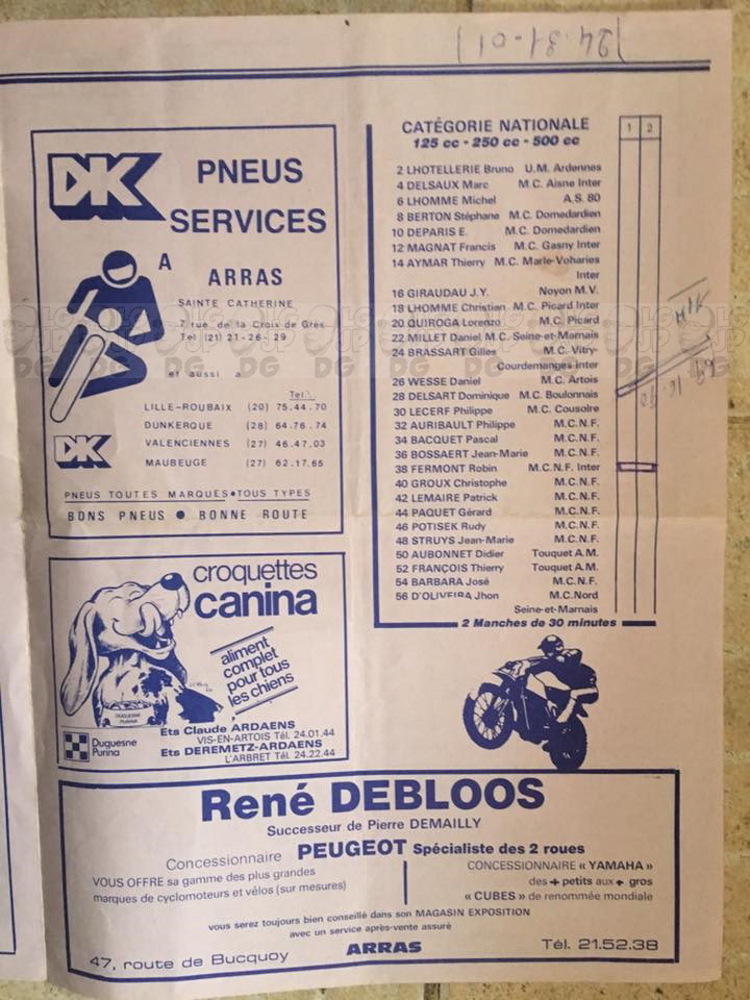 DK PNEUS
SERVICES
A
ARRAS
SAINTE CATHERINE
7 rue de la Croix de Gres
Tel (21) 21-26-29
et aussi a
Tel :
LILLE-ROUBAIX (20) 75.44.70
DUNKERQUE (28) 64.76.74
VALENCIENNES (27) 46.47.03
MAUBEUGE (27) 62.17.65
DK
PNEUS TOUTES MARQUES • TOUS TYPES
BONS PNEUS • BONNE ROUTE
croquettes
canina
aliment
complet
pour tous
les chiens
DUQUESNE
PURINA
Duquesne
Purina
Ets Claude ARDAENS
VIS-EN-ARTOIS Tél. 24.01.44
Ets DEREMETZ-ARDAENS
L'ARBRET Tél. 24.22.44
CATÉGORIE NATIONALE
125 cc - 250 cc - 500 cc
1 2
2 LHOTELLERIE Bruno U.M. Ardennes
4 DELSAUX Marc M.C. Aisne Inter
6 LHOMME Michel A.S. 80
8 BERTON Stéphane M.C. Domedardien
10 DEPARIS E. M.C. Domedardien
12 MAGNAT Francis M.C. Gasny Inter
14 AYMAR Thierry M.C. Marle-Voharies
Inter
16 GIRAUDAU J.Y. Noyon M.V.
18 LHOMME Christian M.C. Picard Inter
20 QUIROGA Lorenzo M.C. Picard
22 MILLET Daniel M.C. Seine-et-Marnais
24 BRASSART Gilles M.C. Vitry-
Courdemanges Inter
26 WESSE Daniel M.C. Artois
28 DELSART Dominique M.C. Boulonnais
30 LECERF Philippe M.C. Cousolre
32 AURIBAULT Philippe M.C.N.F.
34 BACQUET Pascal M.C.N.F.
36 BOSSAERT Jean-Marie M.C.N.F.
38 FERMONT Robin M.C.N.F. Inter
40 GROUX Christophe M.C.N.F.
42 LEMAIRE Patrick M.C.N.F.
44 PAQUET Gérard M.C.N.F.
46 POTISEK Rudy M.C.N.F.
48 STRUYS Jean-Marie M.C.N.F.
50 AUBONNET Didier Touquet A.M.
52 FRANÇOIS Thierry Touquet A.M.
54 BARBARA José M.C.N.F.
56 D'OLIVEIRA Jhon M.C.Nord
Seine-et-Marnais
2 Manches de 30 minutes
René DEBLOOS
Successeur de Pierre DEMAILLY
Concessionnaire PEUGEOT Spécialiste des 2 roues
VOUS OFFRE sa gamme des plus grandes
marques de cyclomoteurs et vélos (sur mesures)
CONCESSIONNAIRE « YAMAHA »
des + petits aux + gros
« CUBES » de renommée mondiale
vous serez toujours bien conseillé dans son MAGASIN EXPOSITION
avec un service après-vente assuré
47, route de Bucquoy ARRAS Tél. 21.52.38